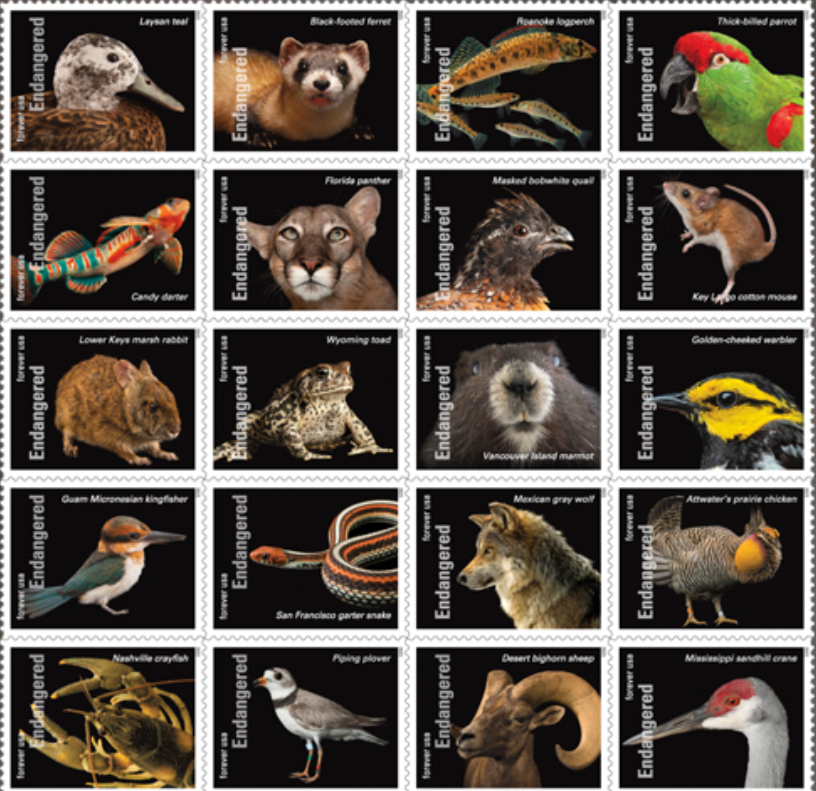 Laysan teal
forever usa
Endangered
Black-footed ferret
forever usa
Endangered
Roanoke logperch
forever usa
Endangered
Thick-billed parrot
forever usa
Endangered
Candy darter
forever usa
Endangered
Florida panther
forever usa
Endangered
Masked bobwhite quail
forever usa
Endangered
Key Largo cotton mouse
forever usa
Endangered
Lower Keys marsh rabbit
forever usa
Endangered
Wyoming toad
forever usa
Endangered
Vancouver Island marmot
forever usa
Endangered
Golden-cheeked warbler
forever usa
Endangered
Guam Micronesian kingfisher
forever usa
Endangered
San Francisco garter snake
forever usa
Endangered
Mexican gray wolf
forever usa
Endangered
Attwater's prairie chicken
forever usa
Endangered
Nashville crayfish
forever usa
Endangered
Piping plover
forever usa
Endangered
Desert bighorn sheep
forever usa
Endangered
Mississippi sandhill crane
forever usa
Endangered